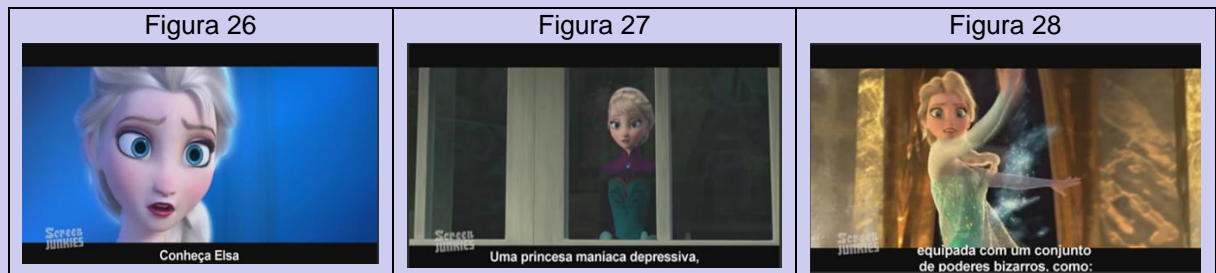 Figura 26
Figura 27
Figura 28
Screen
JUNKIES
Conheça Elsa
Screen
JUNKIES
Uma princesa maníaca depressiva,
Screen
JUNKIES
equipada com um conjunto
de poderes bizarros, como: